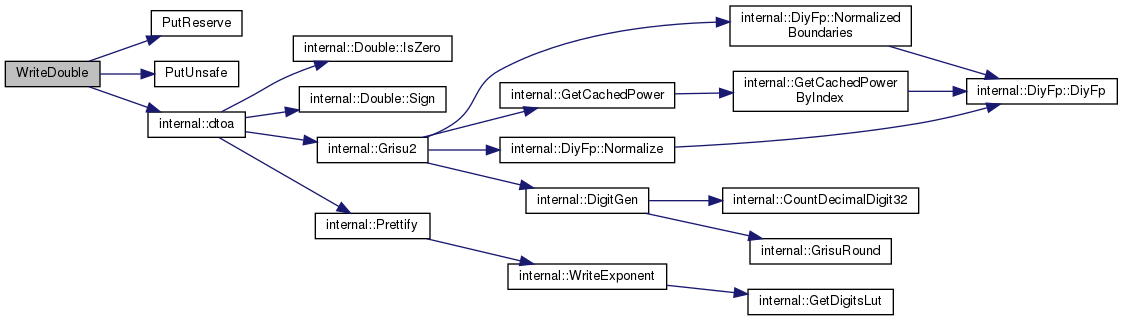 WriteDouble
PutReserve
PutUnsafe
internal::dtoa
internal::Double::IsZero
internal::Double::Sign
internal::Grisu2
internal::Prettify
internal::DiyFp::Normalized
Boundaries
internal::GetCachedPower
internal::GetCachedPower
ByIndex
internal::DiyFp::DiyFp
internal::DiyFp::Normalize
internal::DigitGen
internal::CountDecimalDigit32
internal::GrisuRound
internal::WriteExponent
internal::GetDigitsLut